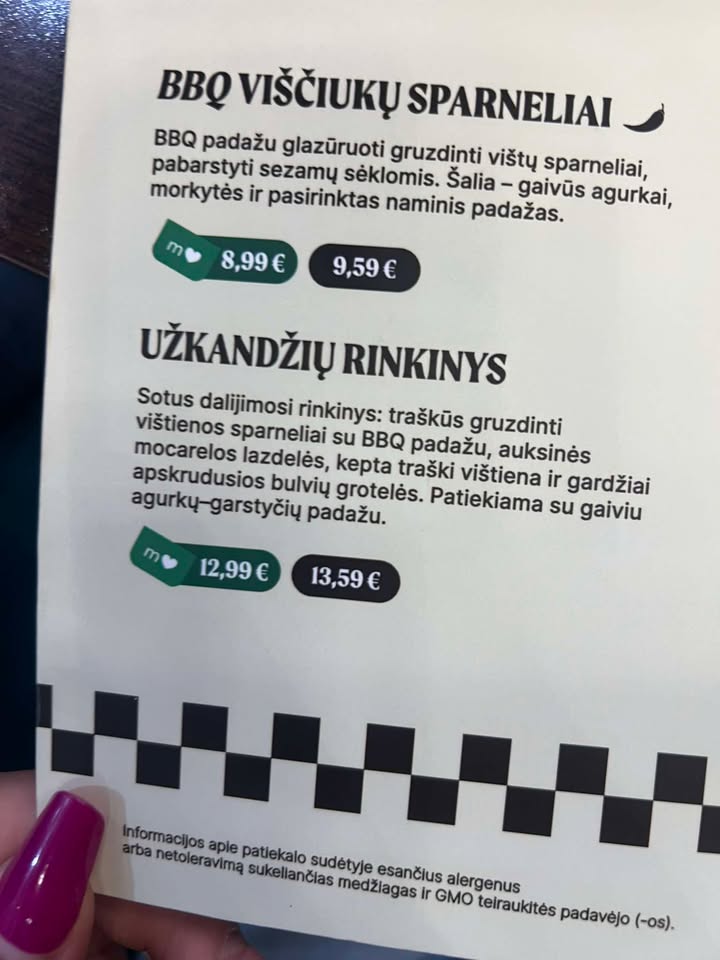 BBQ VIŠČIUKŲ SPARNELIAI
BBQ padažu glazūruoti gruzdinti vištų sparneliai,
pabarstyti sezamų sėklomis. Šalia – gaivūs agurkai,
morkytės ir pasirinktas naminis padažas.
m 8,99 € 9,59 €
UŽKANDŽIŲ RINKINYS
Sotus dalijimosi rinkinys: traškūs gruzdinti
vištienos sparneliai su BBQ padažu, auksinės
mocarelos lazdelės, kepta traški vištiena ir gardžiai
apskrudusios bulvių grotelės. Patiekiama su gaiviu
agurkų–garstyčių padažu.
m 12,99 € 13,59 €
Informacijos apie patiekalo sudėtyje esančius alergenus
arba netoleravimą sukeliančias medžiagas ir GMO teiraukitės padavėjo (-os).